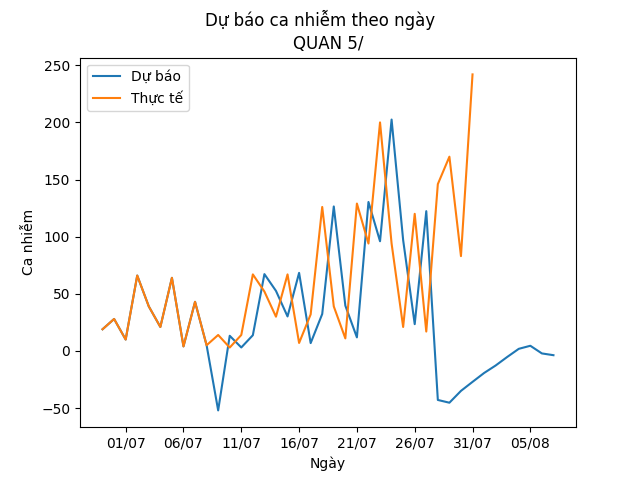 Dự báo ca nhiễm theo ngày
QUAN 5/
Dự báo
Thực tế
Ca nhiễm
250
200
150
100
50
0
−50
01/07 06/07 11/07 16/07 21/07 26/07 31/07 05/08
Ngày